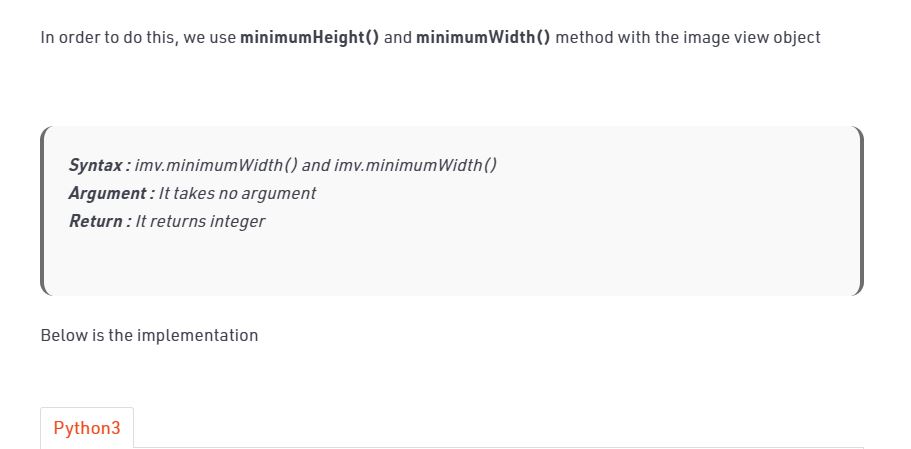 In order to do this, we use minimumHeight() and minimumWidth() method with the image view object
Syntax : imv.minimumWidth() and imv.minimumWidth()
Argument : It takes no argument
Return : It returns integer
Below is the implementation
Python3